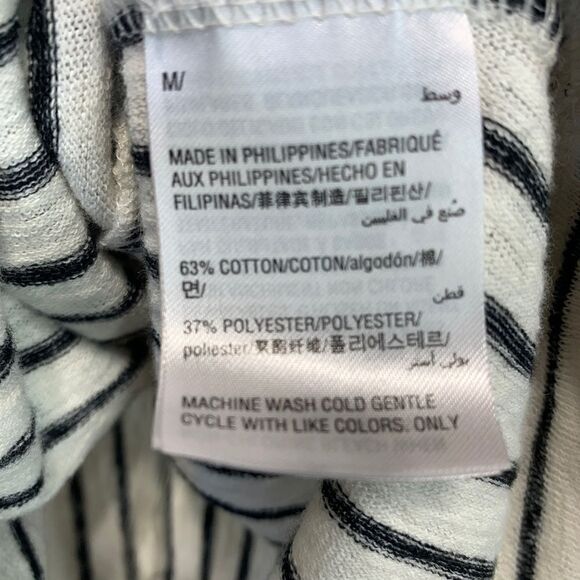 M/
وسط
MADE IN PHILIPPINES/FABRIQUÉ
AUX PHILIPPINES/HECHO EN
FILIPINAS/菲律宾制造/필리핀산/
صُنع في الفلبين
63% COTTON/COTON/algodón/棉/
면/
قطن
37% POLYESTER/POLYESTER/
poliester/聚酯纤维/폴리에스테르/
بولي أستر
MACHINE WASH COLD GENTLE
CYCLE WITH LIKE COLORS. ONLY